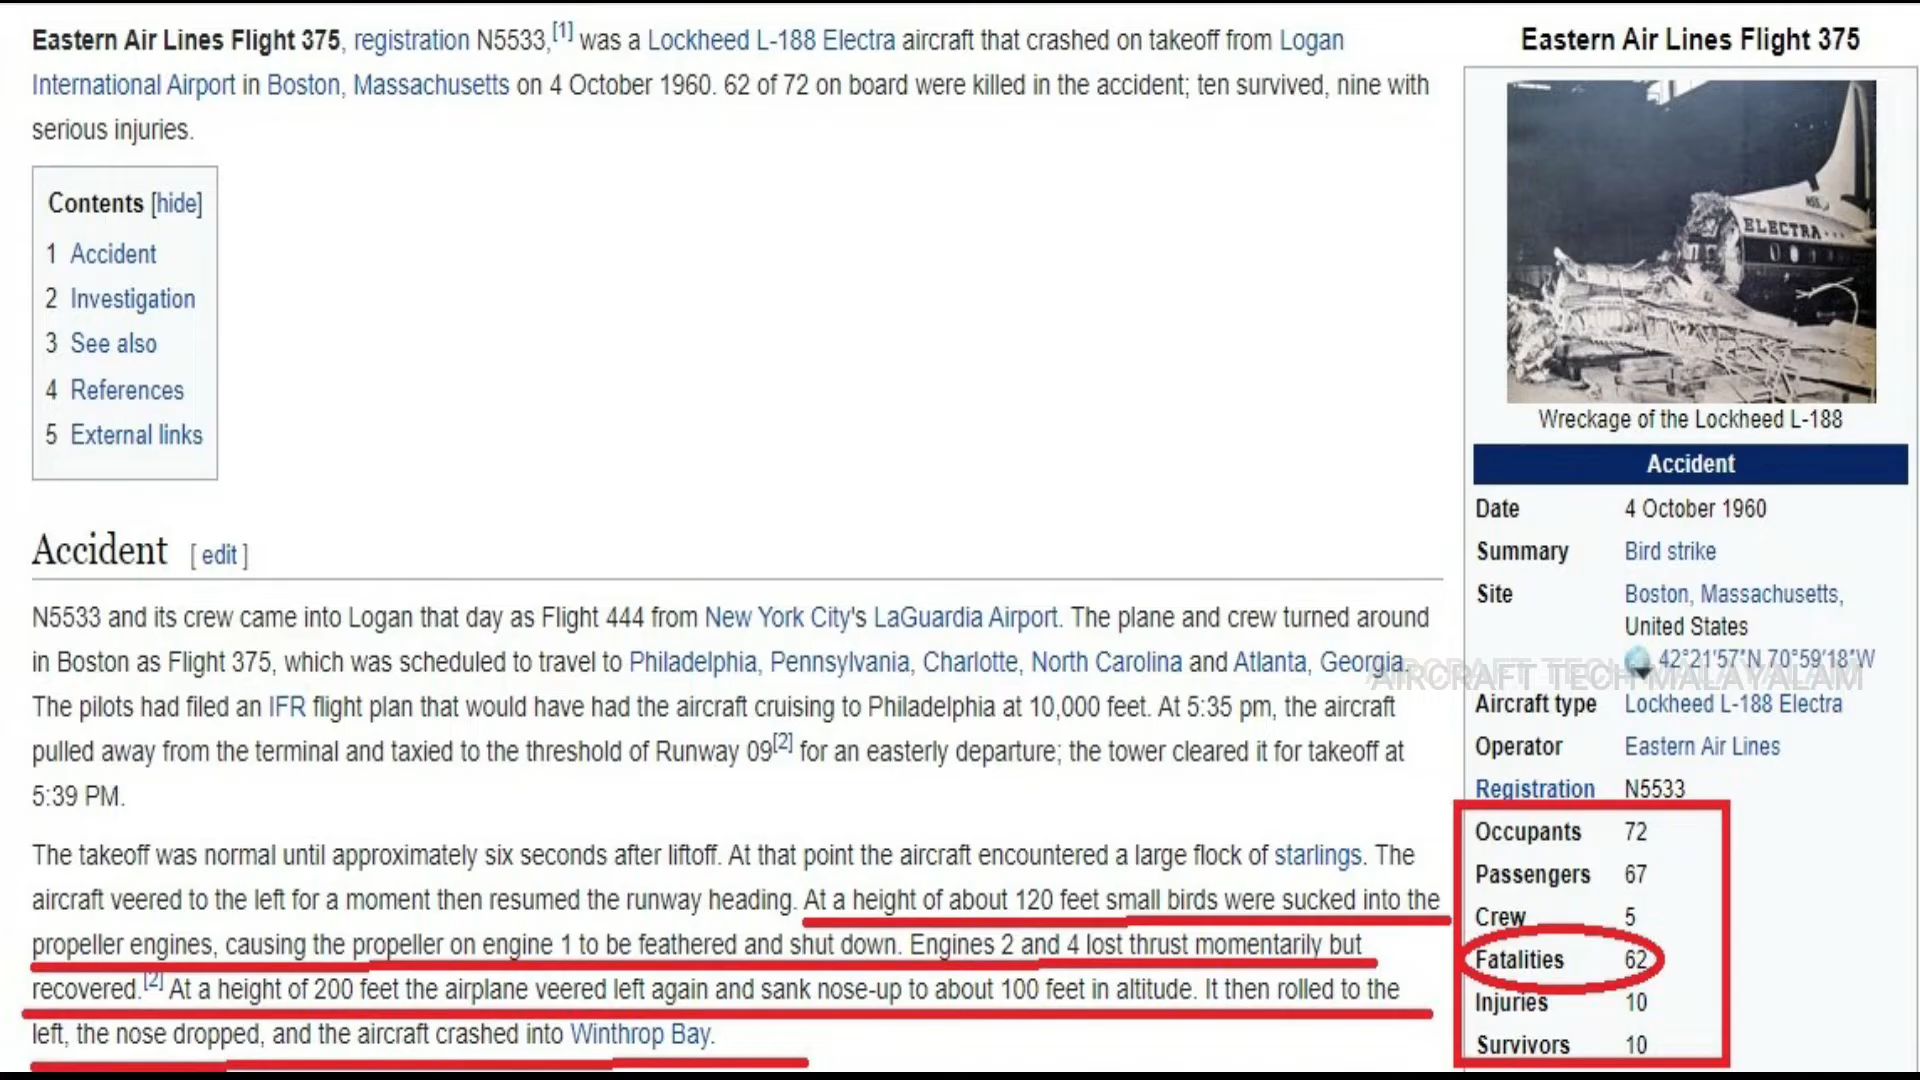 Eastern Air Lines Flight 375, registration N5533,[1] was a Lockheed L-188 Electra aircraft that crashed on takeoff from Logan
International Airport in Boston, Massachusetts on 4 October 1960. 62 of 72 on board were killed in the accident; ten survived, nine with
serious injuries.
Contents [hide]
1 Accident
2 Investigation
3 See also
4 References
5 External links
Accident [ edit ]
N5533 and its crew came into Logan that day as Flight 444 from New York City's LaGuardia Airport. The plane and crew turned around
in Boston as Flight 375, which was scheduled to travel to Philadelphia, Pennsylvania, Charlotte, North Carolina and Atlanta, Georgia.
The pilots had filed an IFR flight plan that would have had the aircraft cruising to Philadelphia at 10,000 feet. At 5:35 pm, the aircraft
pulled away from the terminal and taxied to the threshold of Runway 09[2] for an easterly departure; the tower cleared it for takeoff at
5:39 PM.
The takeoff was normal until approximately six seconds after liftoff. At that point the aircraft encountered a large flock of starlings. The
aircraft veered to the left for a moment then resumed the runway heading. At a height of about 120 feet small birds were sucked into the
propeller engines, causing the propeller on engine 1 to be feathered and shut down. Engines 2 and 4 lost thrust momentarily but
recovered.[2] At a height of 200 feet the airplane veered left again and sank nose-up to about 100 feet in altitude. It then rolled to the
left, the nose dropped, and the aircraft crashed into Winthrop Bay.
Eastern Air Lines Flight 375
ELECTRA
Wreckage of the Lockheed L-188
Accident
Date 4 October 1960
Summary Bird strike
Site Boston, Massachusetts,
United States
42°21′57″N 70°59′18″W
AIRCRAFT TECH MALAYALAM
Aircraft type Lockheed L-188 Electra
Operator Eastern Air Lines
Registration N5533
Occupants 72
Passengers 67
Crew 5
Fatalities 62
Injuries 10
Survivors 10